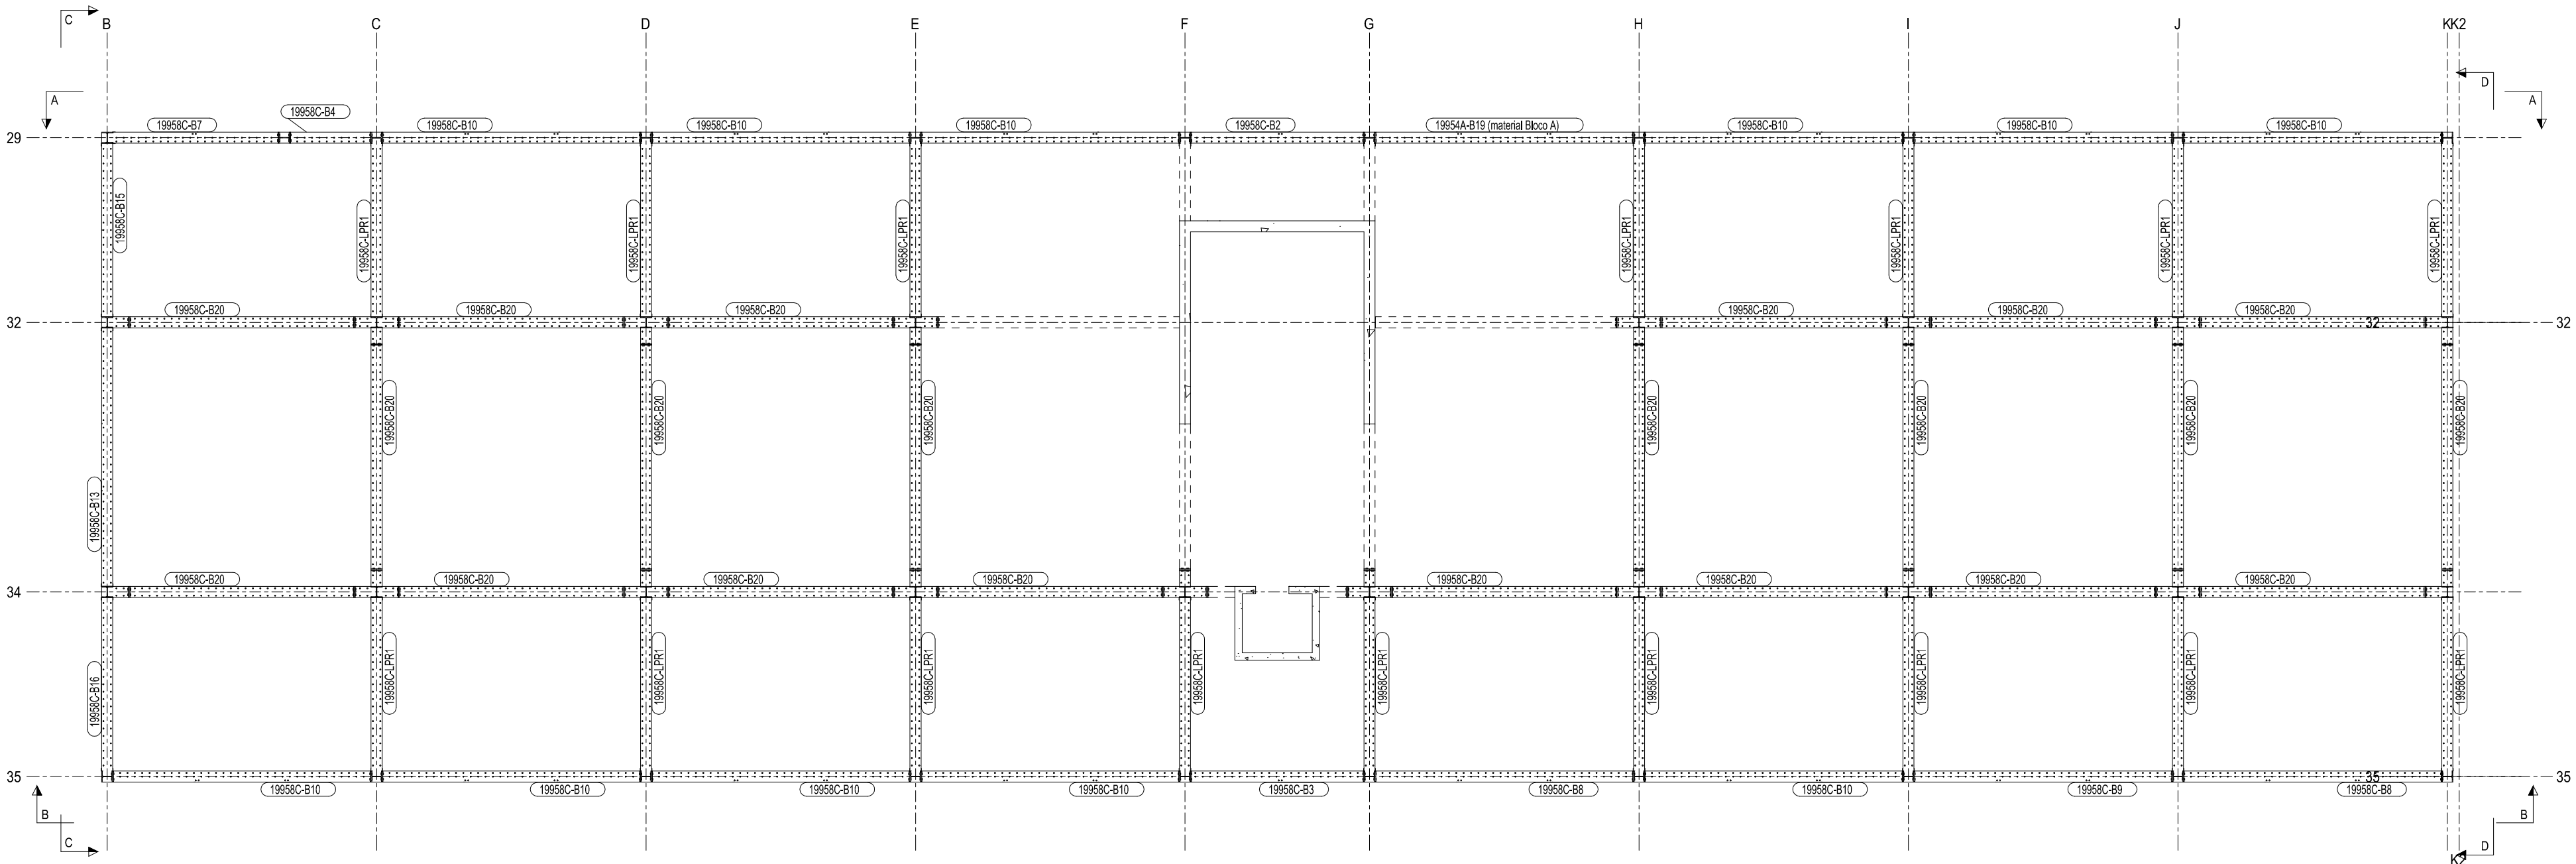 C
B C D E F G H I J K K2
D
A A
19958C-B7 19958C-B4 19958C-B10 19958C-B10 19958C-B10 19958C-B2 19954A-B19 (material Bloco A) 19958C-B10 19958C-B10 19958C-B10
29
19958C-B15 19958C-LPR1 19958C-LPR1 19958C-LPR1 19958C-LPR1 19958C-LPR1 19958C-LPR1 19958C-LPR1
19958C-B20 19958C-B20 19958C-B20 19958C-B20 19958C-B20 19958C-B20
32 32 32
19958C-B13 19958C-B20 19958C-B20 19958C-B20 19958C-B20 19958C-B20 19958C-B20 19958C-B20
19958C-B20 19958C-B20 19958C-B20 19958C-B20 19958C-B20 19958C-B20 19958C-B20 19958C-B20
34
19958C-B16 19958C-LPR1 19958C-LPR1 19958C-LPR1 19958C-LPR1 19958C-LPR1 19958C-LPR1 19958C-LPR1 19958C-LPR1 19958C-LPR1
35 35 35
19958C-B10 19958C-B10 19958C-B10 19958C-B10 19958C-B3 19958C-B8 19958C-B10 19958C-B9 19958C-B8
B B
C D
K2